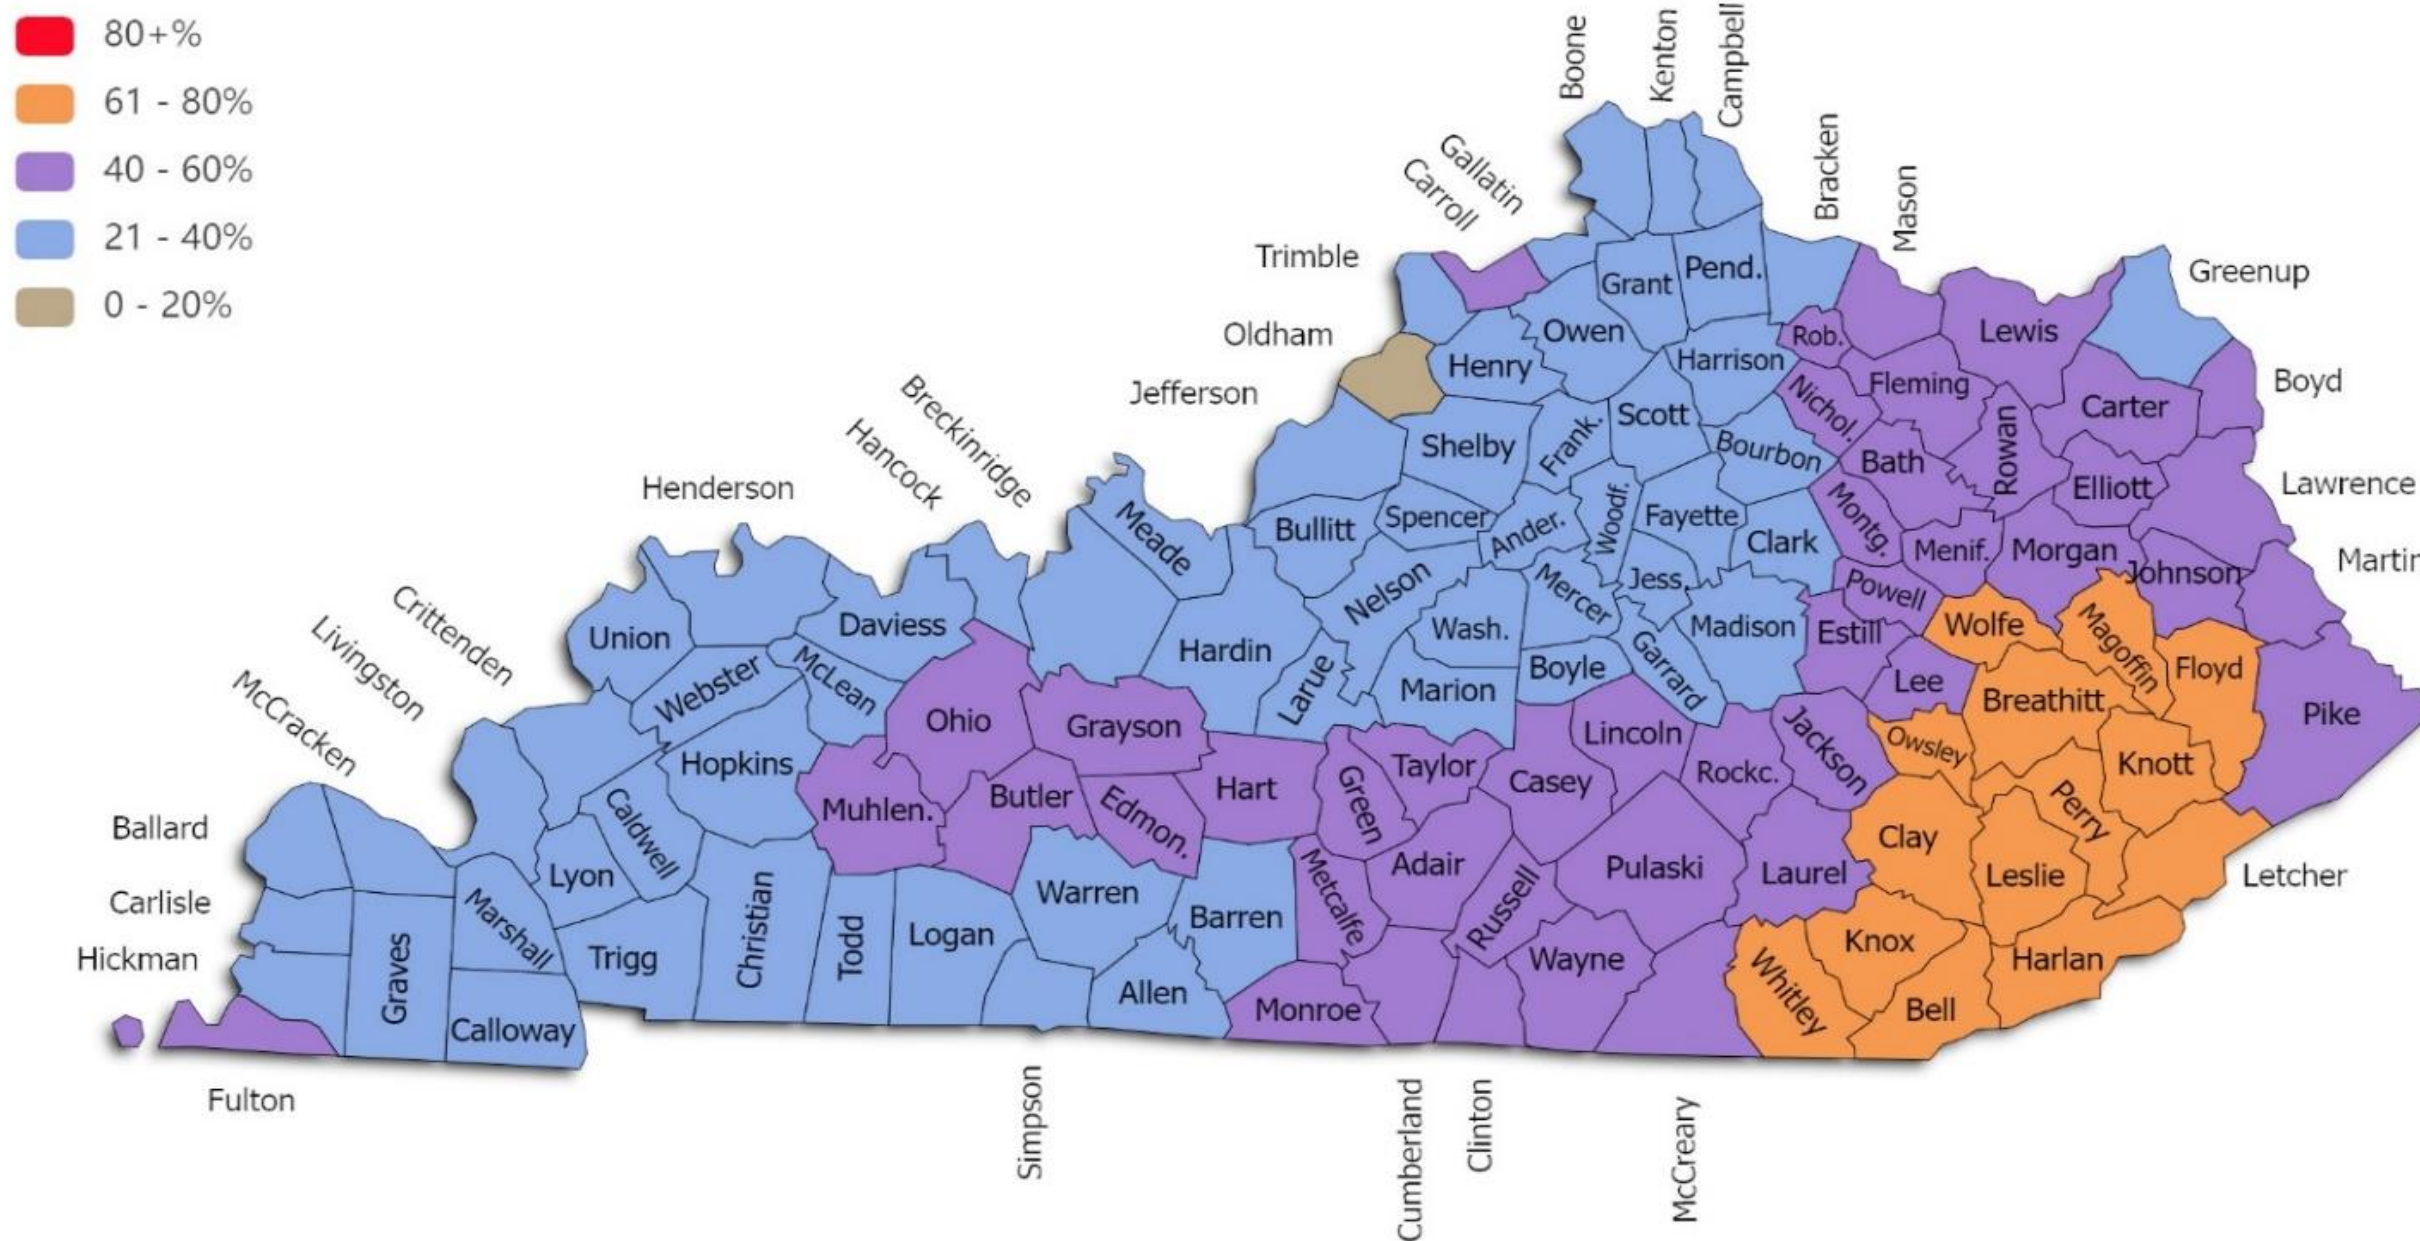 80+%
61 - 80%
40 - 60%
21 - 40%
0 - 20%
Boone
Kenton
Campbell
Gallatin
Carroll
Bracken
Mason
Trimble
Greenup
Grant
Pend.
Oldham
Owen
Rob.
Lewis
Henry
Harrison
Boyd
Jefferson
Breckinridge
Hancock
Nichol.
Fleming
Carter
Shelby
Frank.
Scott
Bourbon
Bath
Rowan
Henderson
Meade
Bullitt
Spencer
Ander.
Woodf.
Fayette
Clark
Montg.
Elliott
Lawrence
Menif.
Morgan
Johnson
Martin
Crittenden
Livingston
McCracken
Union
Daviess
Webster
McLean
Hardin
Larue
Nelson
Wash.
Mercer
Jess.
Garrard
Madison
Estill
Powell
Wolfe
Magoffin
Floyd
Marion
Boyle
Lee
Breathitt
Pike
Ohio
Grayson
Hopkins
Caldwell
Muhlen.
Butler
Edmon.
Hart
Green
Taylor
Casey
Lincoln
Rockc.
Jackson
Owsley
Perry
Knott
Ballard
Carlisle
Hickman
Lyon
Marshall
Graves
Calloway
Trigg
Christian
Todd
Logan
Warren
Barren
Allen
Metcalfe
Adair
Russell
Pulaski
Laurel
Clay
Leslie
Letcher
Monroe
Wayne
Whitley
Knox
Bell
Harlan
Fulton
Simpson
Cumberland
Clinton
McCreary